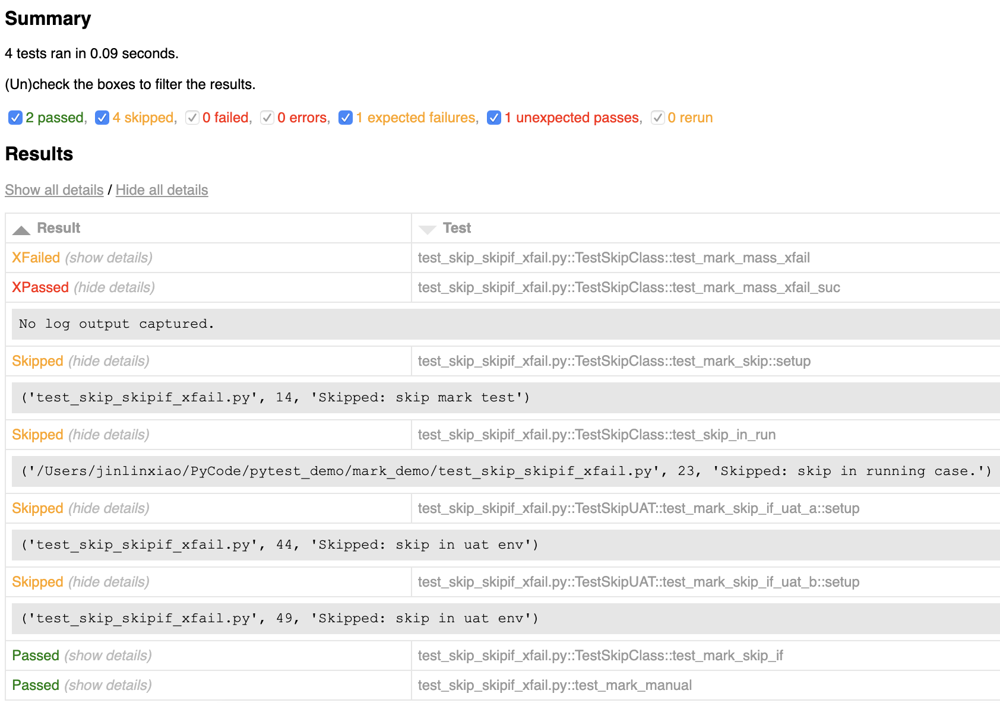 Summary
4 tests ran in 0.09 seconds.
(Un)check the boxes to filter the results.
2 passed, 4 skipped, 0 failed, 0 errors, 1 expected failures, 1 unexpected passes, 0 rerun
Results
Show all details / Hide all details
Result Test
XFailed (show details) test_skip_skipif_xfail.py::TestSkipClass::test_mark_mass_xfail
XPassed (hide details) test_skip_skipif_xfail.py::TestSkipClass::test_mark_mass_xfail_suc
No log output captured.
Skipped (hide details) test_skip_skipif_xfail.py::TestSkipClass::test_mark_skip::setup
('test_skip_skipif_xfail.py', 14, 'Skipped: skip mark test')
Skipped (hide details) test_skip_skipif_xfail.py::TestSkipClass::test_skip_in_run
('/Users/jinlinxiao/PyCode/pytest_demo/mark_demo/test_skip_skipif_xfail.py', 23, 'Skipped: skip in running case.')
Skipped (hide details) test_skip_skipif_xfail.py::TestSkipUAT::test_mark_skip_if_uat_a::setup
('test_skip_skipif_xfail.py', 44, 'Skipped: skip in uat env')
Skipped (hide details) test_skip_skipif_xfail.py::TestSkipUAT::test_mark_skip_if_uat_b::setup
('test_skip_skipif_xfail.py', 49, 'Skipped: skip in uat env')
Passed (show details) test_skip_skipif_xfail.py::TestSkipClass::test_mark_skip_if
Passed (show details) test_skip_skipif_xfail.py::test_mark_manual